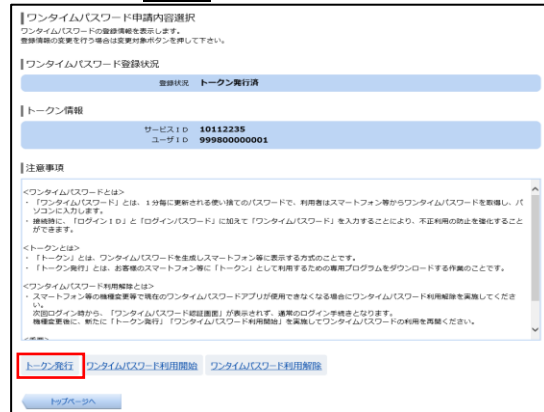 ワンタイムパスワード申請内容選択
ワンタイムパスワードの登録情報を表示します。
登録情報の変更を行う場合は変更対象ボタンを押して下さい。
ワンタイムパスワード登録状況
登録状況 トークン発行済
トークン情報
サービスＩＤ 10112235
ユーザＩＤ 999800000001
注意事項
<ワンタイムパスワードとは>
・「ワンタイムパスワード」とは、１分毎に更新される使い捨てのパスワードで、利用者はスマートフォン等からワンタイムパスワードを取得し、パ
ソコンに入力します。
・接続時に、「ログインＩＤ」と「ログインパスワード」に加えて「ワンタイムパスワード」を入力することにより、不正利用の防止を強化すること
ができます。
<トークンとは>
・「トークン」とは、ワンタイムパスワードを生成しスマートフォン等に表示する方式のことです。
・「トークン発行」とは、お客様のスマートフォン等に「トークン」として利用するための専用プログラムをダウンロードする作業のことです。
<ワンタイムパスワード利用解除とは>
・スマートフォン等の機種変更等で現在のワンタイムパスワードアプリが使用できなくなる場合にワンタイムパスワード利用解除を実施してくださ
い。
次回ログイン時から、「ワンタイムパスワード認証画面」が表示されず、通常のログイン手続きとなります。
機種変更後に、新たに「トークン発行」「ワンタイムパスワード利用開始」を実施してワンタイムパスワードの利用を再開ください。
トークン発行 ワンタイムパスワード利用開始 ワンタイムパスワード利用解除
トップページへ